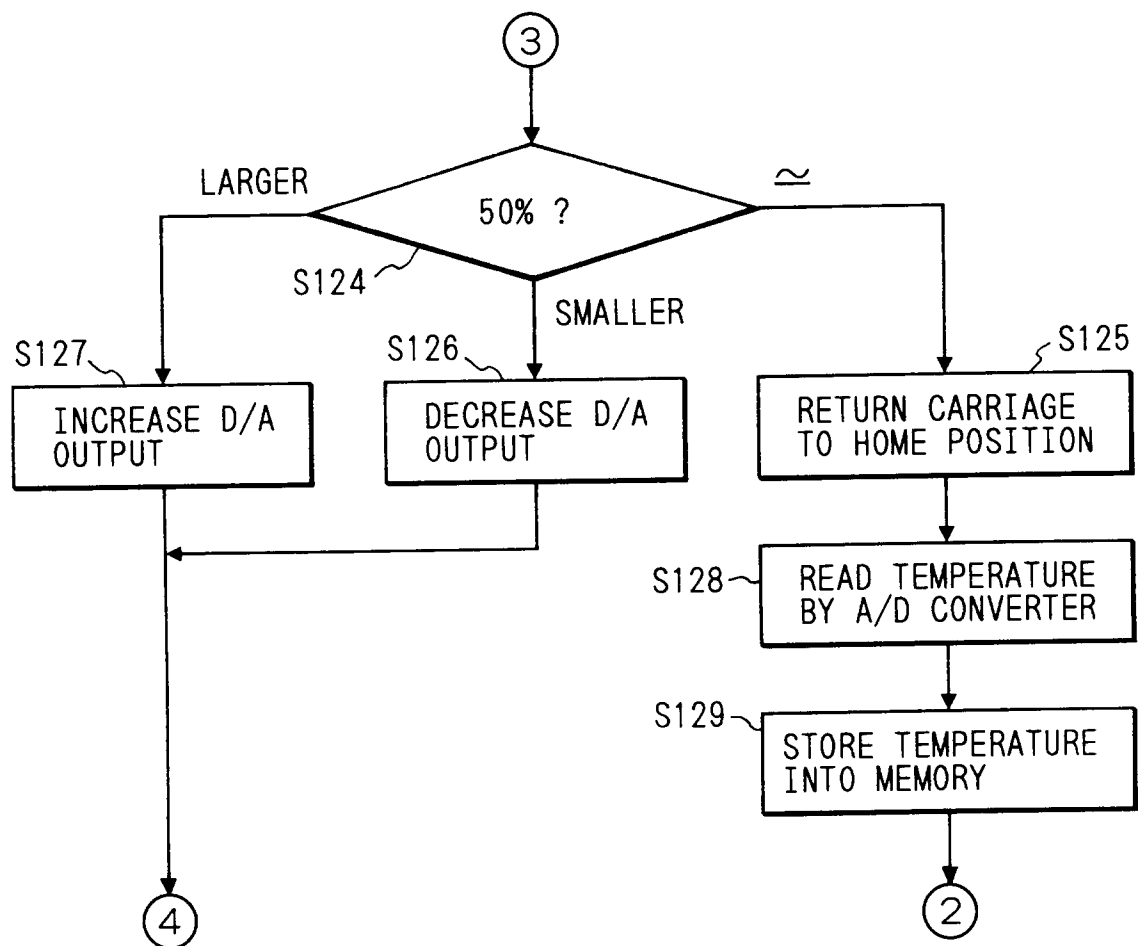 3
LARGER
≃
50% ?
S124
SMALLER
S127
S126
S125
INCREASE D/A
OUTPUT
DECREASE D/A
OUTPUT
RETURN CARRIAGE
TO HOME POSITION
S128
READ TEMPERATURE
BY A/D CONVERTER
S129
STORE TEMPERATURE
INTO MEMORY
4
2